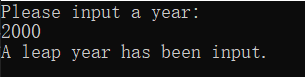 Please input a year:
2000
A leap year has been input.